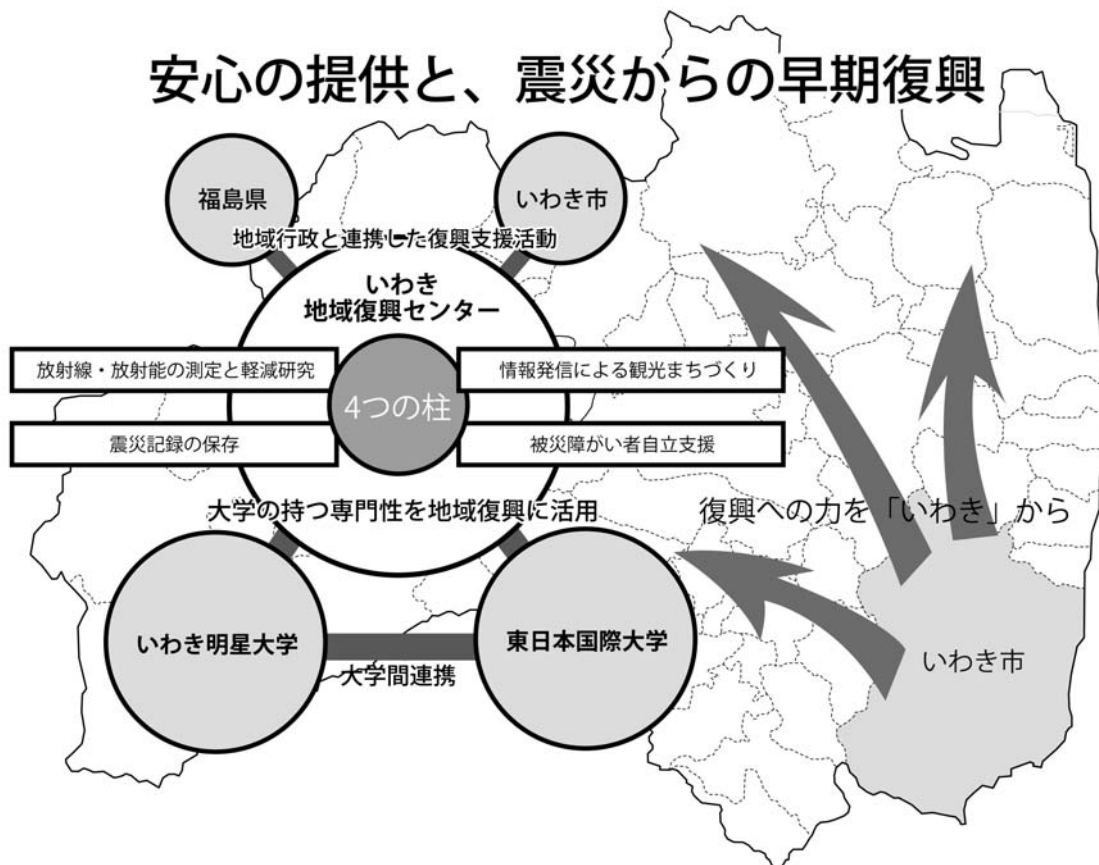 安心の提供と、震災からの早期復興
福島県
いわき市
地域行政と連携した復興支援活動
いわき
地域復興センター
放射線・放射能の測定と軽減研究
情報発信による観光まちづくり
4つの柱
震災記録の保存
被災障がい者自立支援
大学の持つ専門性を地域復興に活用
復興への力を「いわき」から
いわき明星大学
東日本国際大学
大学間連携
いわき市